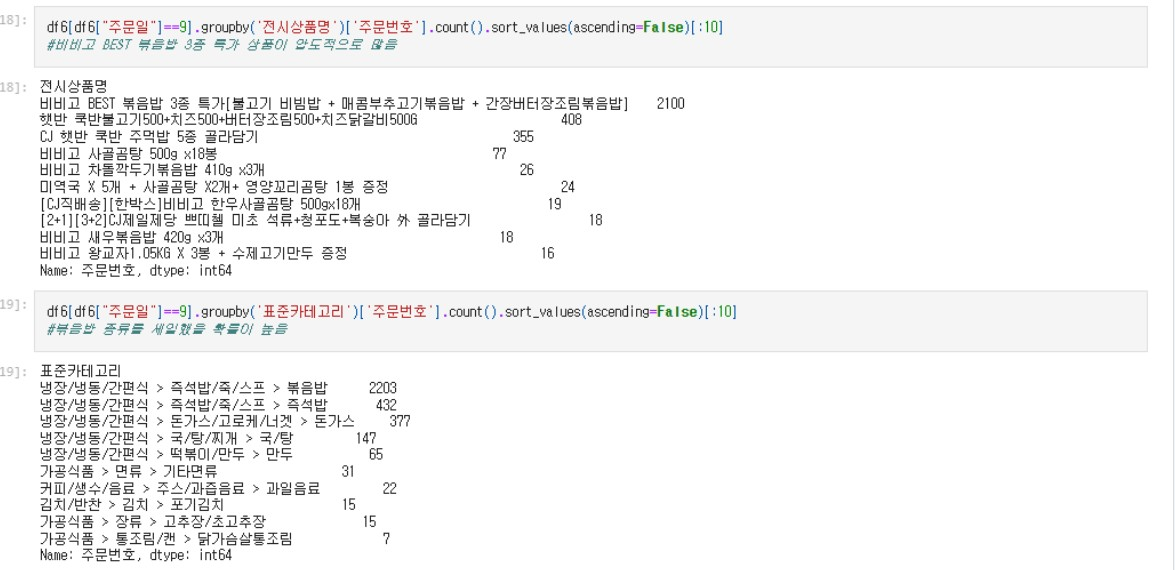 18]:
df6[df6["주문일"]==9].groupby('전시상품명')['주문번호'].count().sort_values(ascending=False)[:10]
#비비고 BEST 볶음밥 3종 특가 상품이 압도적으로 많음
18]:
전시상품명
비비고 BEST 볶음밥 3종 특가[불고기 비빔밥 + 매콤부추고기볶음밥 + 간장버터장조림볶음밥] 2100
햇반 쿡반불고기500+치즈500+버터장조림500+치즈닭갈비500G 408
CJ 햇반 쿡반 주먹밥 5종 골라담기 355
비비고 사골곰탕 500g x18봉 77
비비고 차돌깍두기볶음밥 410g x3개 26
미역국 X 5개 + 사골곰탕 X2개+ 영양꼬리곰탕 1봉 증정 24
[CJ직배송][한박스]비비고 한우사골곰탕 500gx18개 19
[2+1][3+2]CJ제일제당 쁘띠첼 미초 석류+청포도+복숭아 外 골라담기 18
비비고 새우볶음밥 420g x3개 18
비비고 왕교자1.05KG X 3봉 + 수제고기만두 증정 16
Name: 주문번호, dtype: int64
19]:
df6[df6["주문일"]==9].groupby('표준카테고리')['주문번호'].count().sort_values(ascending=False)[:10]
#볶음밥 종류를 세일했을 확률이 높음
19]:
표준카테고리
냉장/냉동/간편식 > 즉석밥/죽/스프 > 볶음밥 2203
냉장/냉동/간편식 > 즉석밥/죽/스프 > 즉석밥 432
냉장/냉동/간편식 > 돈가스/고로케/너겟 > 돈가스 377
냉장/냉동/간편식 > 국/탕/찌개 > 국/탕 147
냉장/냉동/간편식 > 떡볶이/만두 > 만두 65
가공식품 > 면류 > 기타면류 31
커피/생수/음료 > 주스/과즙음료 > 과일음료 22
김치/반찬 > 김치 > 포기김치 15
가공식품 > 장류 > 고추장/초고추장 15
가공식품 > 통조림/캔 > 닭가슴살통조림 7
Name: 주문번호, dtype: int64